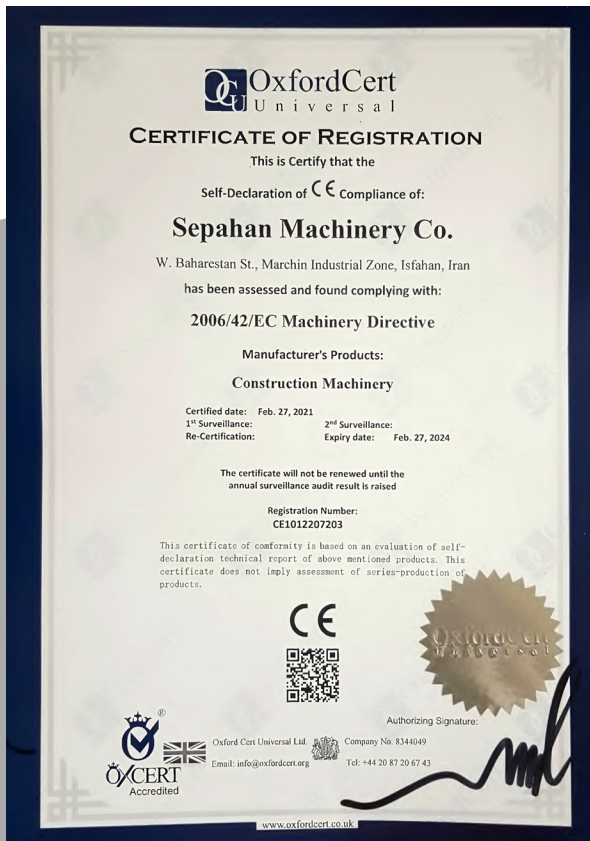 OxfordCert
Universal
CERTIFICATE OF REGISTRATION
This is Certify that the
Self-Declaration of CE Compliance of:
Sepahan Machinery Co.
W. Baharestan St., Marchin Industrial Zone, Isfahan, Iran
has been assessed and found complying with:
2006/42/EC Machinery Directive
Manufacturer's Products:
Construction Machinery
Certified date: Feb. 27, 2021
1st Surveillance: 2nd Surveillance:
Re-Certification: Expiry date: Feb. 27, 2024
The certificate will not be renewed until the
annual surveillance audit result is raised
Registration Number:
CE1012207203
This certificate of comformity is based on an evaluation of self-
declaration technical report of above mentioned products. This
certificate does not imply assessment of series-production of
products.
CE
OxfordCert
Universal
Authorizing Signature:
®
OXCERT
Accredited
Oxford Cert Universal Ltd. Company No. 8344049
Email: info@oxfordcert.org Tel: +44 20 87 20 67 43
www.oxfordcert.co.uk